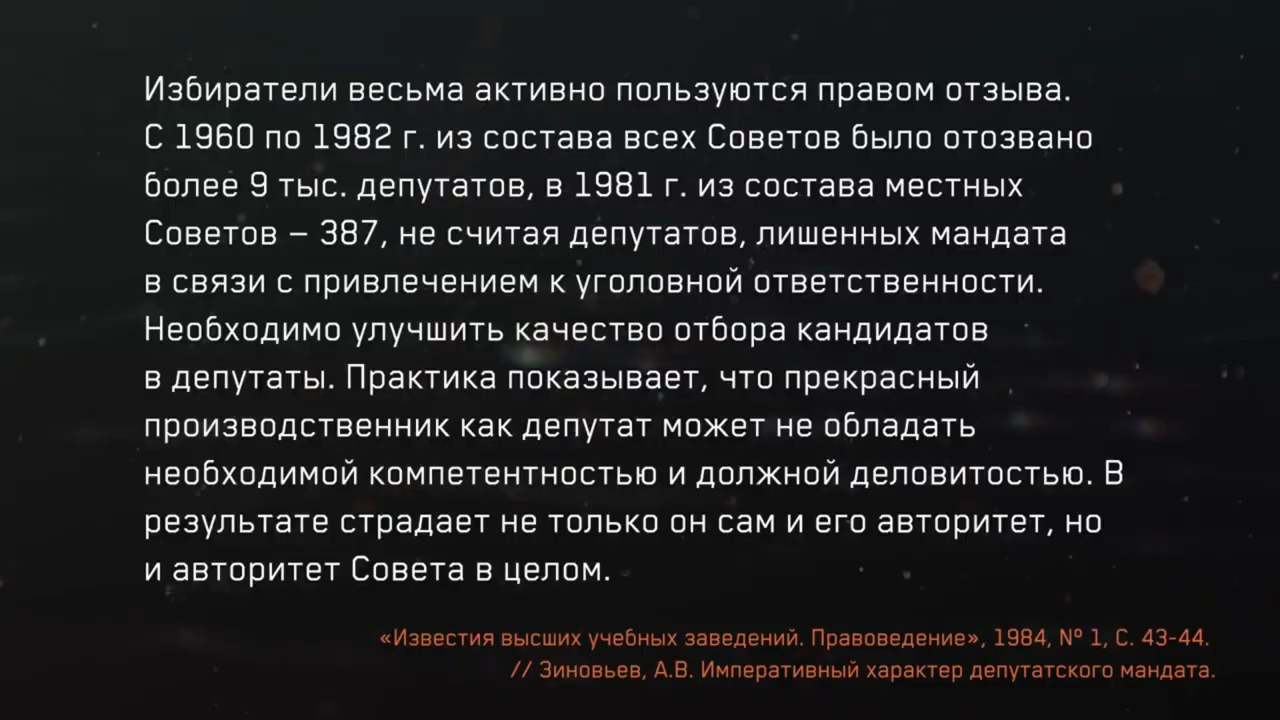 Избиратели весьма активно пользуются правом отзыва.
С 1960 по 1982 г. из состава всех Советов было отозвано
более 9 тыс. депутатов, в 1981 г. из состава местных
Советов – 387, не считая депутатов, лишенных мандата
в связи с привлечением к уголовной ответственности.
Необходимо улучшить качество отбора кандидатов
в депутаты. Практика показывает, что прекрасный
производственник как депутат может не обладать
необходимой компетентностью и должной деловитостью. В
результате страдает не только он сам и его авторитет, но
и авторитет Совета в целом.
«Известия высших учебных заведений. Правоведение», 1984, № 1, С. 43-44.
// Зиновьев, А.В. Императивный характер депутатского мандата.